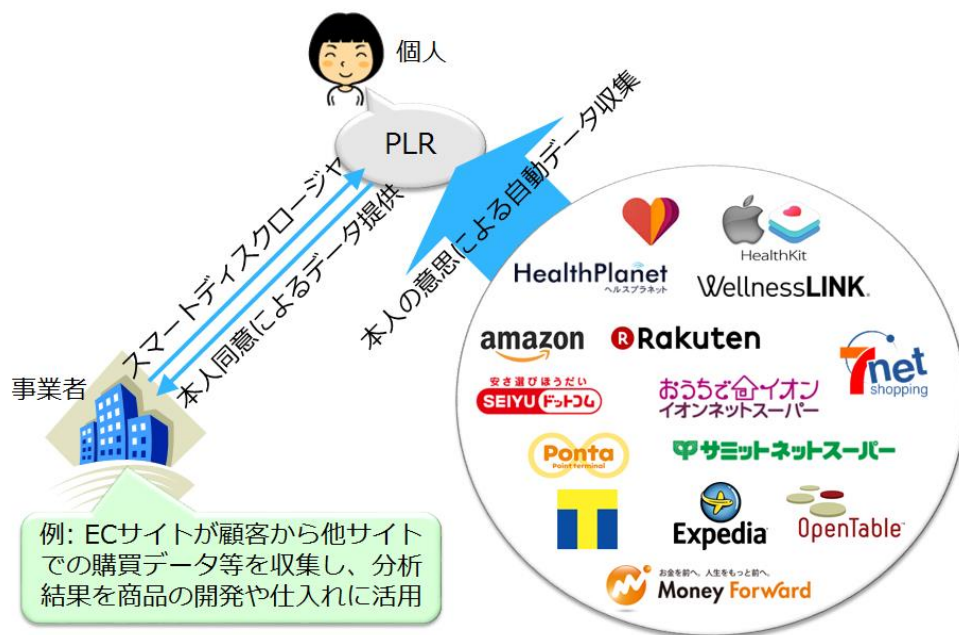 個人
PLR
スマートディスクロージャ
本人同意によるデータ提供
本人の意思による自動データ収集
事業者
例: ECサイトが顧客から他サイト
での購買データ等を収集し、分析
結果を商品の開発や仕入れに活用
HealthKit
HealthPlanet
ヘルスプラネット
WellnessLINK
amazon
R Rakuten
7net
shopping
安さ選びほうだい
SEIYU ドットコム
おうちでイオン
イオンネットスーパー
Ponta
Point terminal
サミットネットスーパー
T
Expedia
OpenTable™
お金を前へ。人生をもっと前へ。
Money Forward